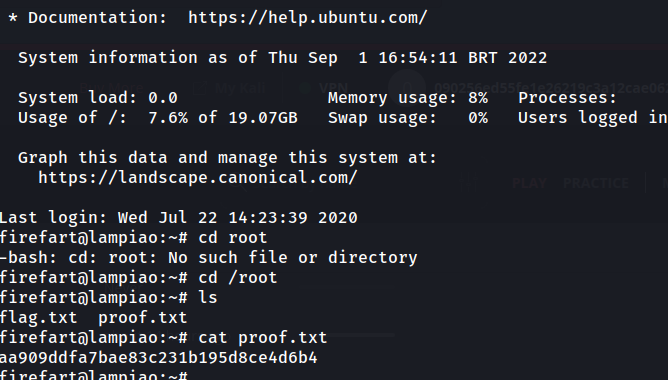 * Documentation:  https://help.ubuntu.com/
System information as of Thu Sep  1 16:54:11 BRT 2022
System load: 0.0               Memory usage: 8%   Processes:
Usage of /:  7.6% of 19.07GB   Swap usage:   0%   Users logged in
Graph this data and manage this system at:
https://landscape.canonical.com/
PLAY PRACTICE
Last login: Wed Jul 22 14:23:39 2020
firefart@lampiao:~# cd root
-bash: cd: root: No such file or directory
firefart@lampiao:~# cd /root
firefart@lampiao:~# ls
flag.txt  proof.txt
firefart@lampiao:~# cat proof.txt
aa909ddfa7bae83c231b195d8ce4d6b4
firefart@lampiao:~#